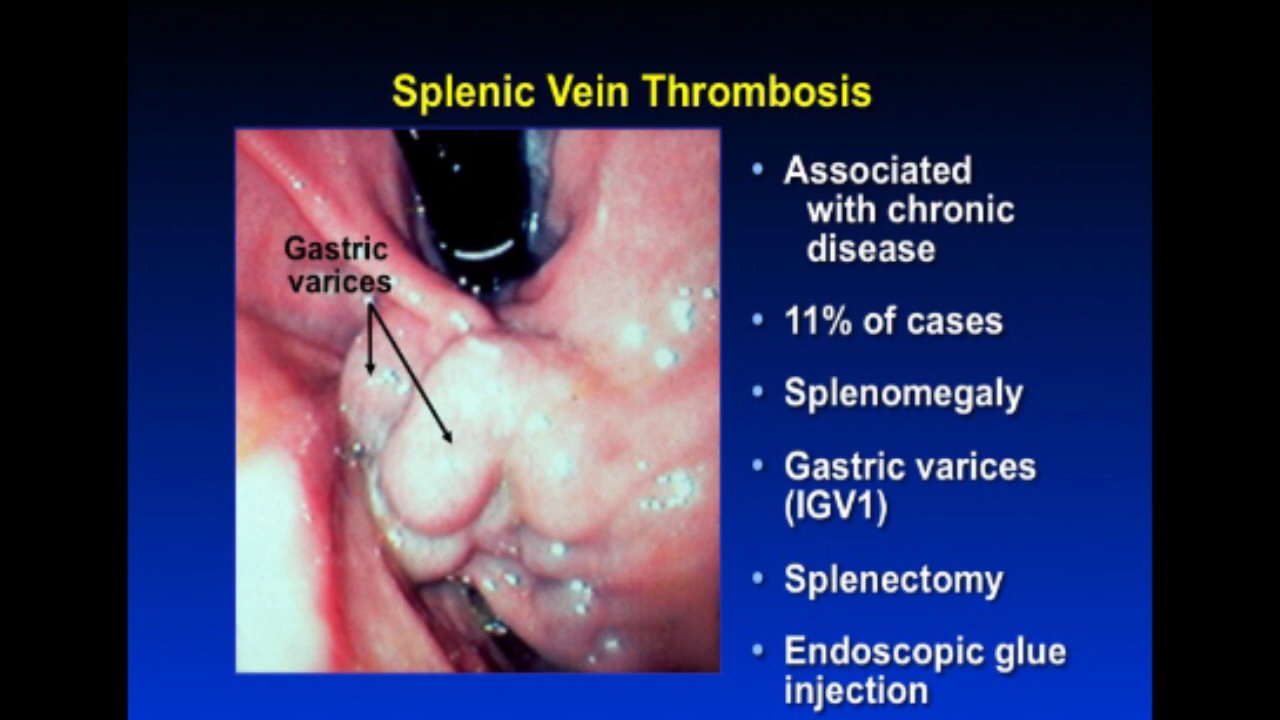 Splenic Vein Thrombosis
Gastric
varices
• Associated
with chronic
disease
• 11% of cases
• Splenomegaly
• Gastric varices
(IGV1)
• Splenectomy
• Endoscopic glue
injection